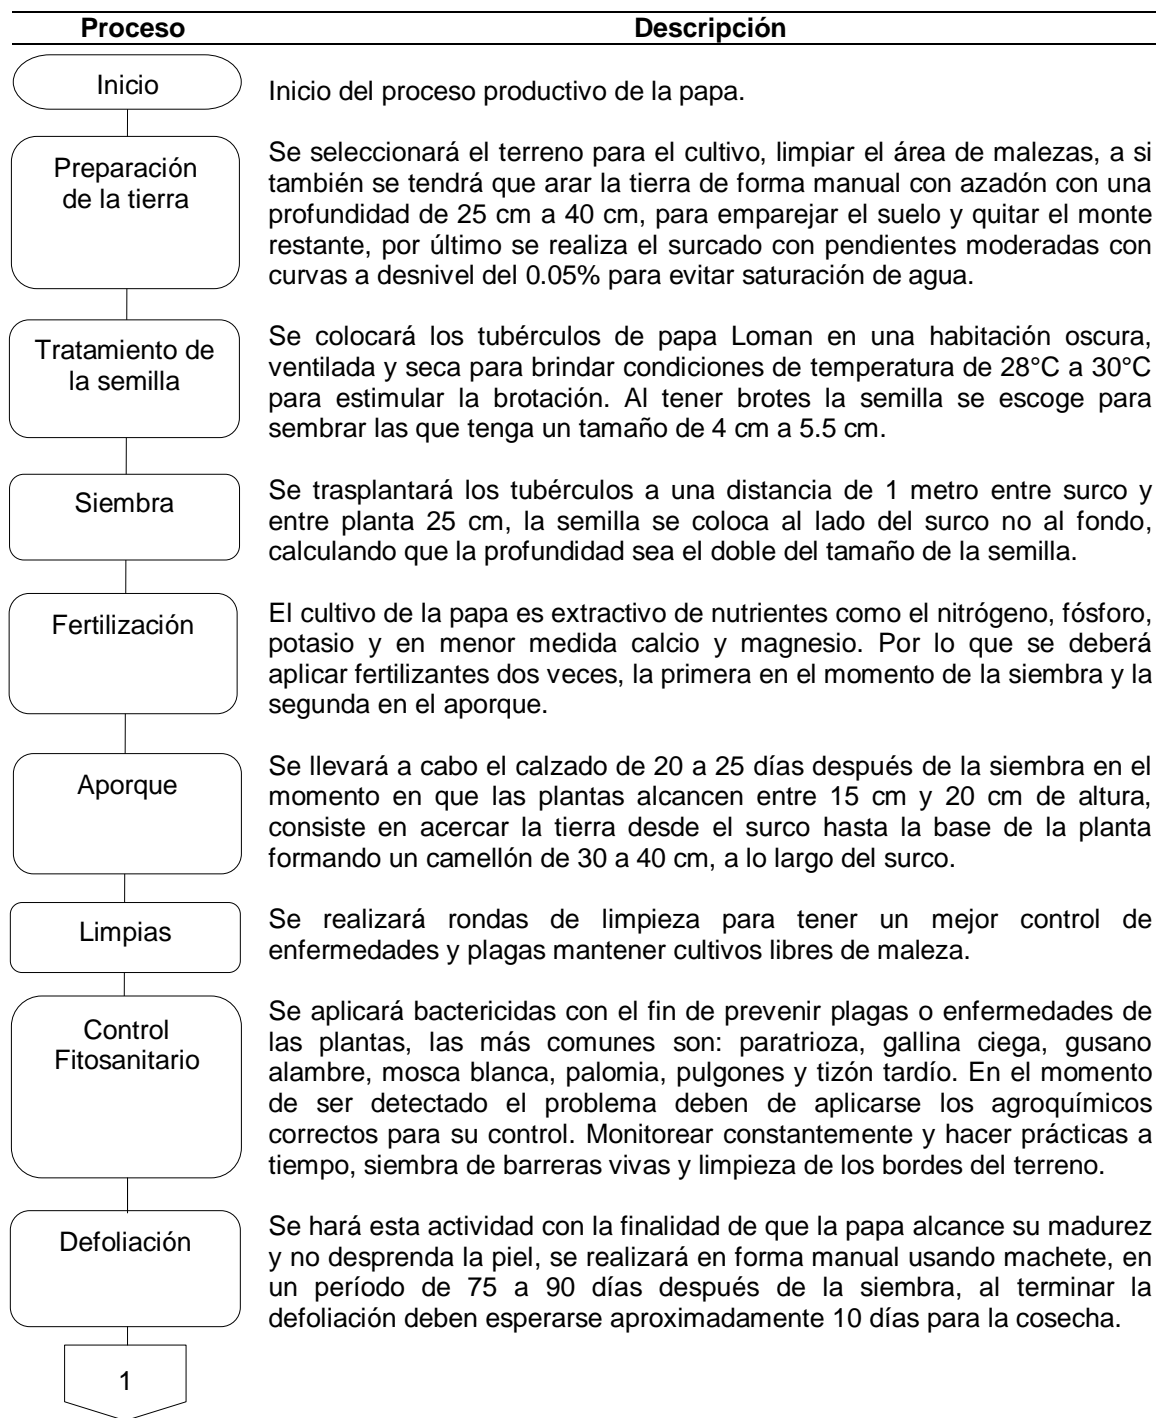 Proceso Descripción
Inicio
Inicio del proceso productivo de la papa.
Preparación
de la tierra
Se seleccionará el terreno para el cultivo, limpiar el área de malezas, a si
también se tendrá que arar la tierra de forma manual con azadón con una
profundidad de 25 cm a 40 cm, para emparejar el suelo y quitar el monte
restante, por último se realiza el surcado con pendientes moderadas con
curvas a desnivel del 0.05% para evitar saturación de agua.
Tratamiento de
la semilla
Se colocará los tubérculos de papa Loman en una habitación oscura,
ventilada y seca para brindar condiciones de temperatura de 28°C a 30°C
para estimular la brotación. Al tener brotes la semilla se escoge para
sembrar las que tenga un tamaño de 4 cm a 5.5 cm.
Siembra
Se trasplantará los tubérculos a una distancia de 1 metro entre surco y
entre planta 25 cm, la semilla se coloca al lado del surco no al fondo,
calculando que la profundidad sea el doble del tamaño de la semilla.
Fertilización
El cultivo de la papa es extractivo de nutrientes como el nitrógeno, fósforo,
potasio y en menor medida calcio y magnesio. Por lo que se deberá
aplicar fertilizantes dos veces, la primera en el momento de la siembra y la
segunda en el aporque.
Aporque
Se llevará a cabo el calzado de 20 a 25 días después de la siembra en el
momento en que las plantas alcancen entre 15 cm y 20 cm de altura,
consiste en acercar la tierra desde el surco hasta la base de la planta
formando un camellón de 30 a 40 cm, a lo largo del surco.
Limpias
Se realizará rondas de limpieza para tener un mejor control de
enfermedades y plagas mantener cultivos libres de maleza.
Control
Fitosanitario
Se aplicará bactericidas con el fin de prevenir plagas o enfermedades de
las plantas, las más comunes son: paratrioza, gallina ciega, gusano
alambre, mosca blanca, palomia, pulgones y tizón tardío. En el momento
de ser detectado el problema deben de aplicarse los agroquímicos
correctos para su control. Monitorear constantemente y hacer prácticas a
tiempo, siembra de barreras vivas y limpieza de los bordes del terreno.
Defoliación
Se hará esta actividad con la finalidad de que la papa alcance su madurez
y no desprenda la piel, se realizará en forma manual usando machete, en
un período de 75 a 90 días después de la siembra, al terminar la
defoliación deben esperarse aproximadamente 10 días para la cosecha.
1